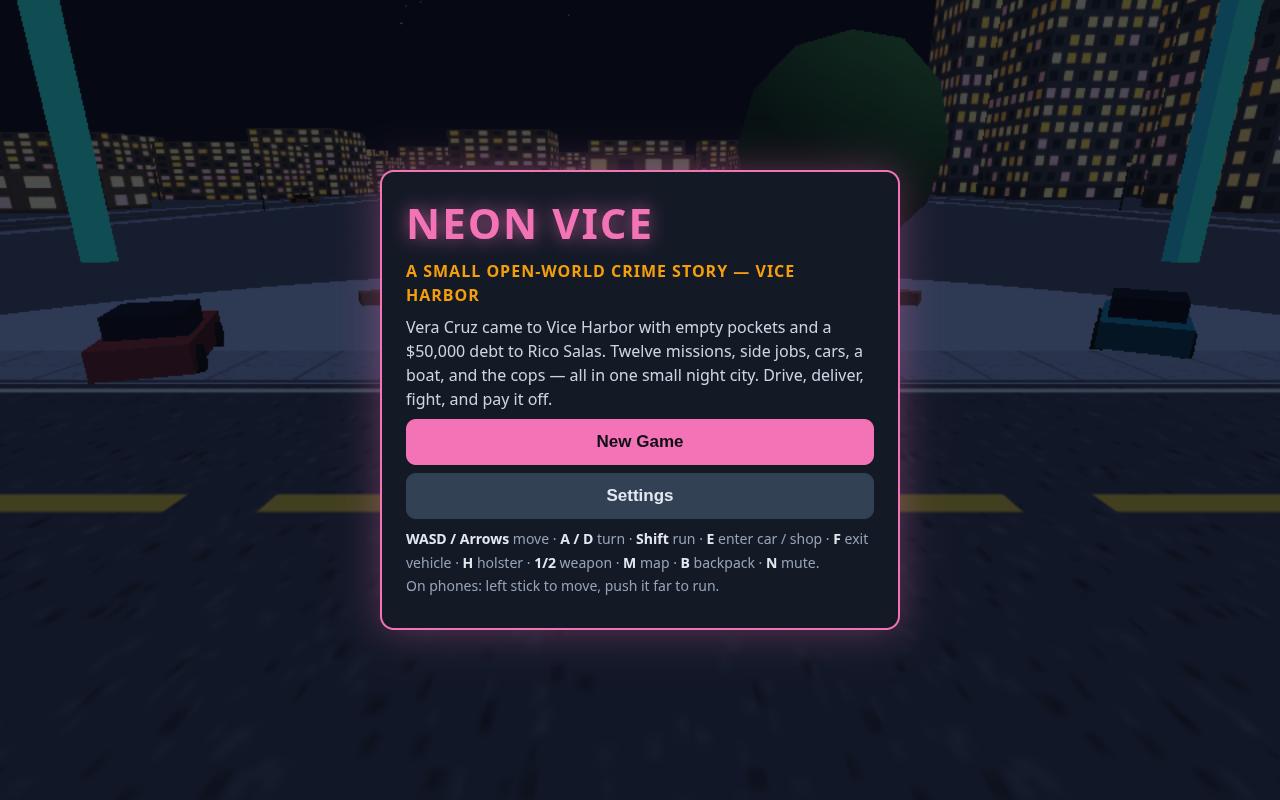 NEON VICE
A SMALL OPEN-WORLD CRIME STORY — VICE
HARBOR
Vera Cruz came to Vice Harbor with empty pockets and a
$50,000 debt to Rico Salas. Twelve missions, side jobs, cars, a
boat, and the cops — all in one small night city. Drive, deliver,
fight, and pay it off.
New Game
Settings
WASD / Arrows move · A / D turn · Shift run · E enter car / shop · F exit
vehicle · H holster · 1/2 weapon · M map · B backpack · N mute.
On phones: left stick to move, push it far to run.